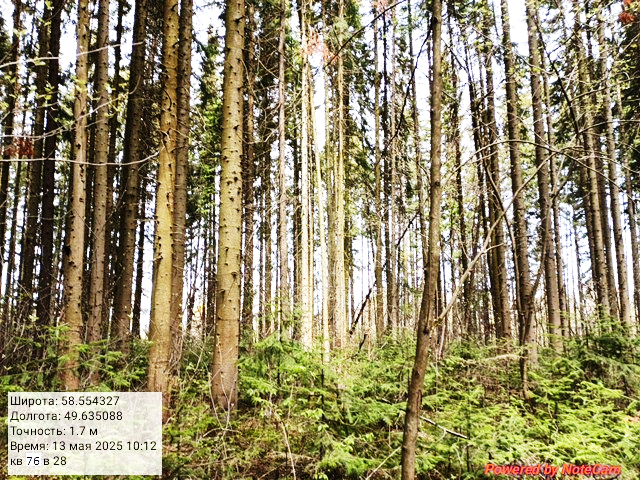 Широта: 58.554327
Долгота: 49.635088
Точность: 1.7 м
Время: 13 мая 2025 10:12
кв 76 в 28
Powered by NoteCam